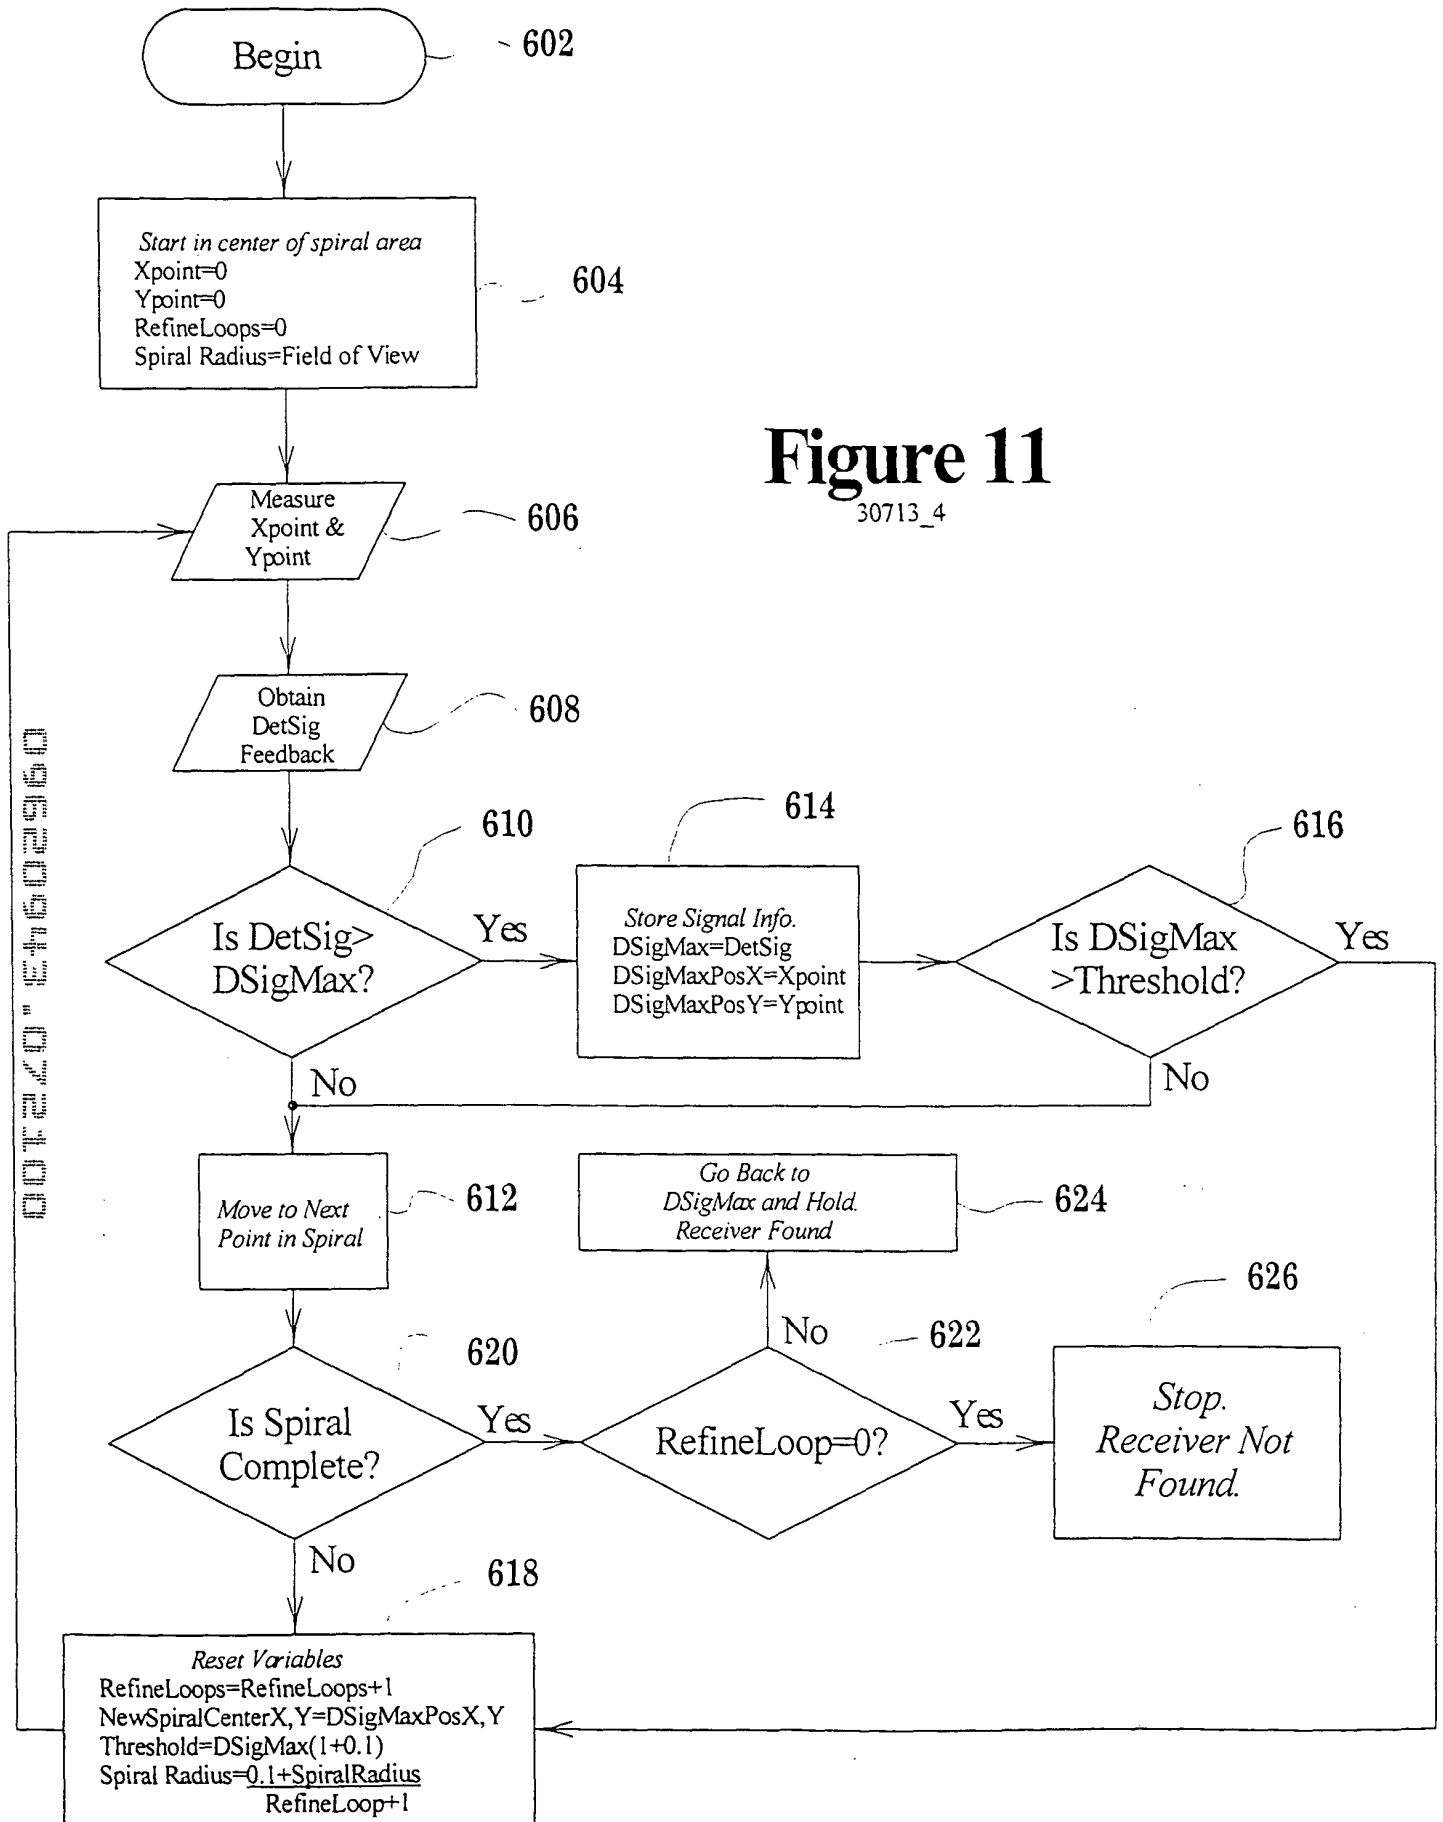 Begin
602
Start in center of spiral area
Xpoint=0
Ypoint=0
RefineLoops=0
Spiral Radius=Field of View
604
Figure 11
30713_4
Measure
Xpoint &
Ypoint
606
Obtain
DetSig
Feedback
608
Is DetSig>
DSigMax?
610
Yes
No
Store Signal Info.
DSigMax=DetSig
DSigMaxPosX=Xpoint
DSigMaxPosY=Ypoint
614
Is DSigMax
>Threshold?
616
Yes
No
Move to Next
Point in Spiral
612
Go Back to
DSigMax and Hold.
Receiver Found
624
Is Spiral
Complete?
620
Yes
No
RefineLoop=0?
622
No
Yes
Stop.
Receiver Not
Found.
626
Reset Variables
RefineLoops=RefineLoops+1
NewSpiralCenterX,Y=DSigMaxPosX,Y
Threshold=DSigMax(1+0.1)
Spiral Radius=0.1+SpiralRadius
RefineLoop+1
618
09620943.072100